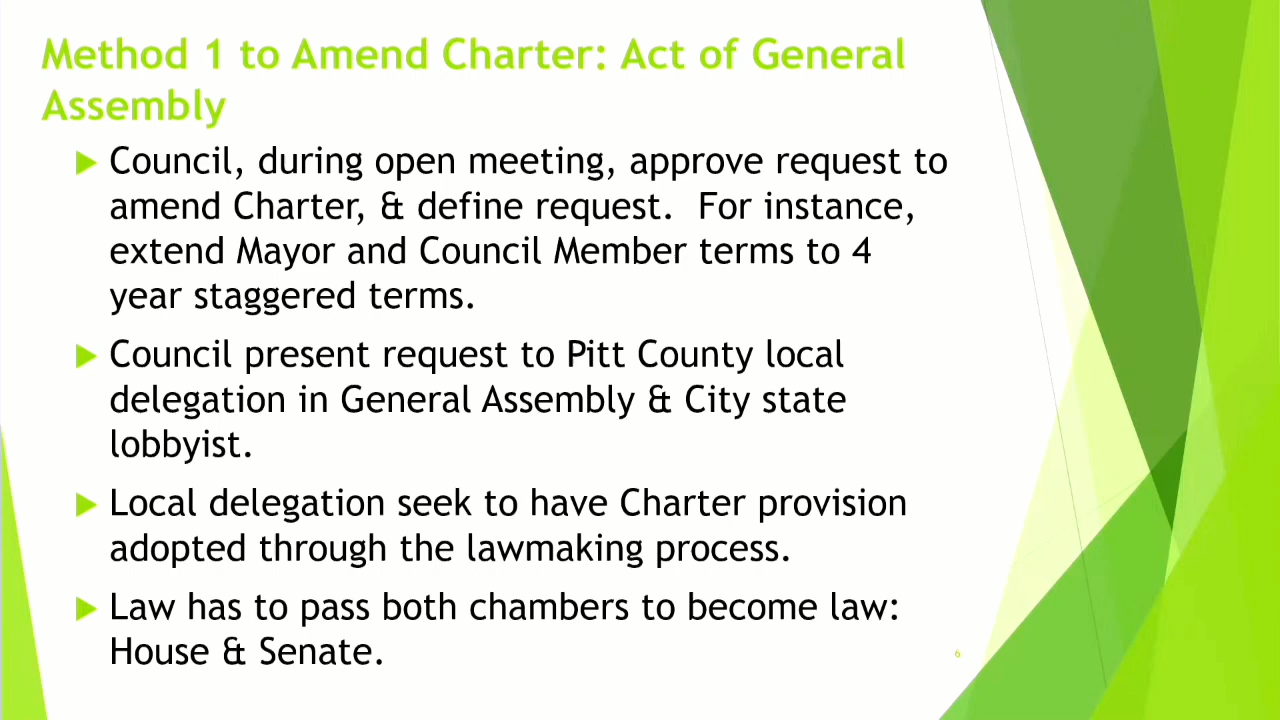 Method 1 to Amend Charter: Act of General
Assembly
Council, during open meeting, approve request to
amend Charter, & define request.  For instance,
extend Mayor and Council Member terms to 4
year staggered terms.
Council present request to Pitt County local
delegation in General Assembly & City state
lobbyist.
Local delegation seek to have Charter provision
adopted through the lawmaking process.
Law has to pass both chambers to become law:
House & Senate.
6